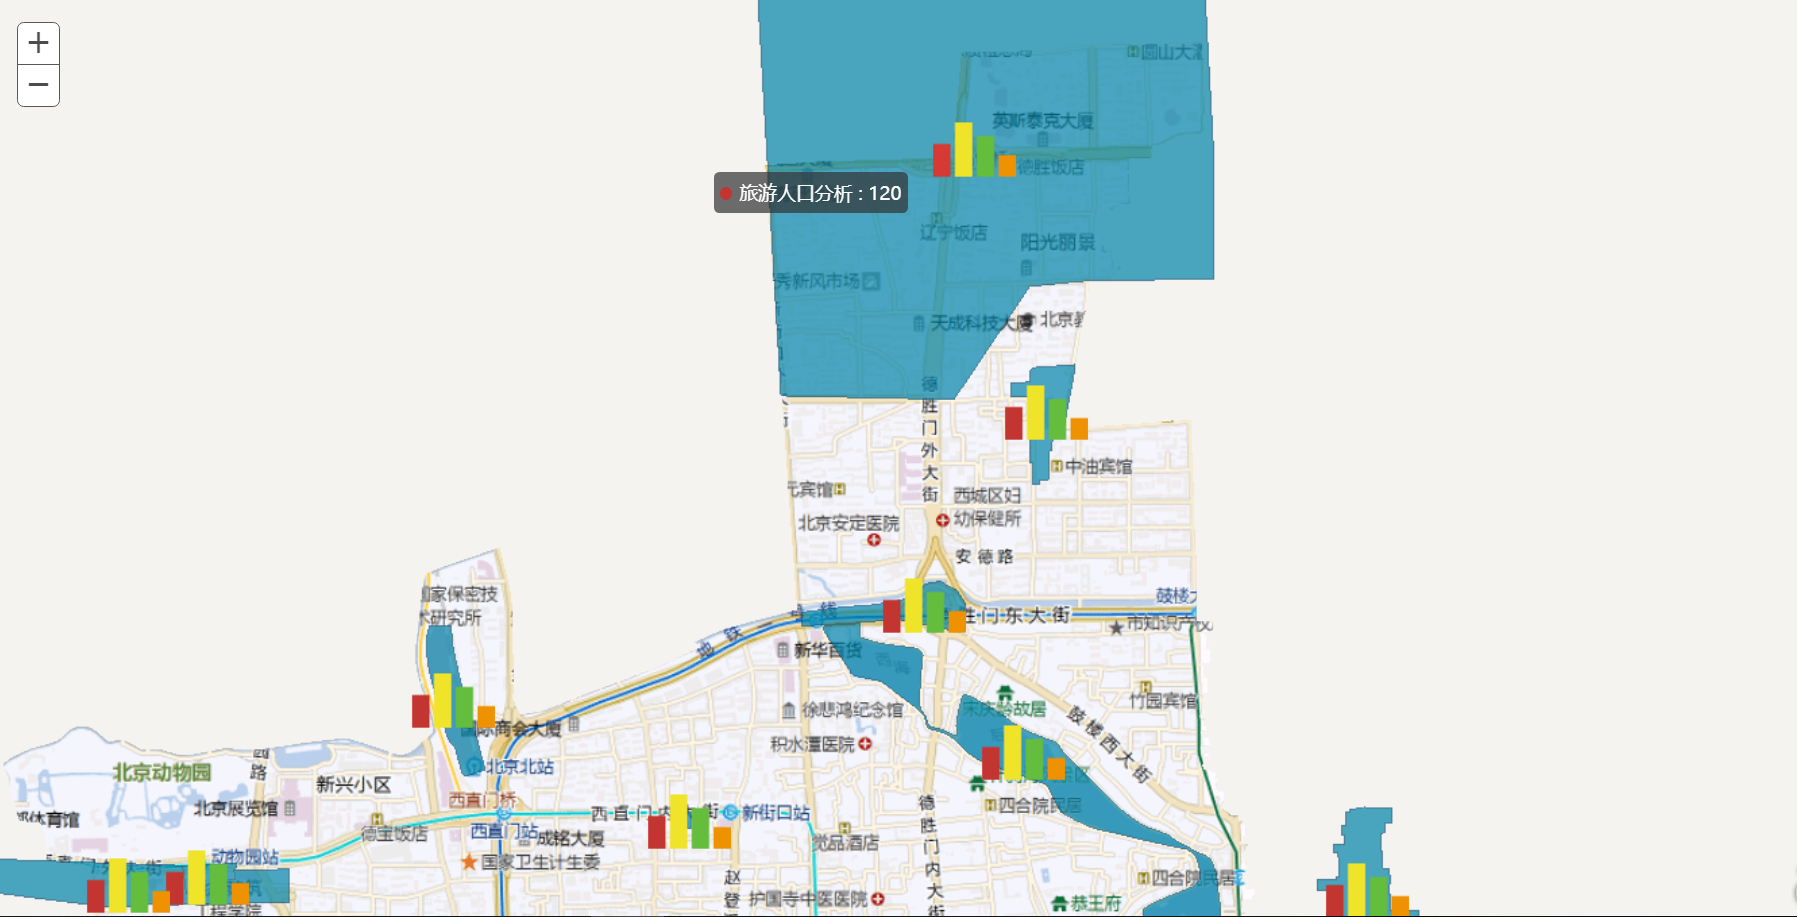 圆山大酒
英斯泰克大厦
德胜饭店
旅游人口分析 : 120
辽宁饭店
阳光丽景
秀新风市场
天成科技大厦
北京教
德胜门外大街
中油宾馆
元宾馆
西城区妇
幼保健所
北京安定医院
安德路
国家保密技
术研究所
地铁二号线
胜门东大街
鼓楼大
市知识产权
新华百货
西海
竹园宾馆
宋庆龄故居
徐悲鸿纪念馆
鼓楼西大街
国际商会大厦
积水潭医院
北京北站
北京动物园
路
新兴小区
西直门桥
北京展览馆
四合院民居
德胜门内大街
西直门内大街
新街口站
体育馆
德宝饭店
西直门站
成铭大厦
觉品酒店
动物园站
国家卫生计生委
赵登
护国寺中医医院
四合院民居
恭王府
程学院